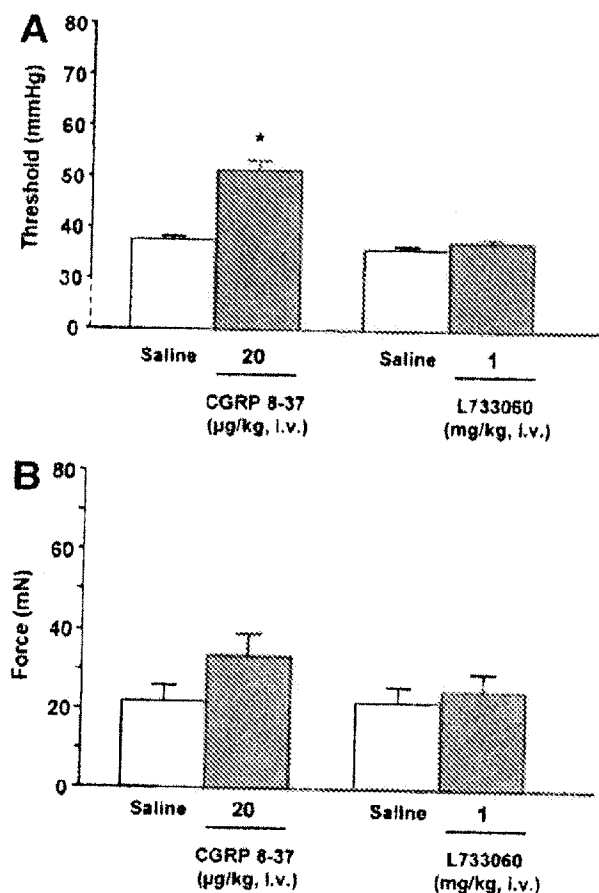 A
Threshold (mmHg)
80
70
60
50
40
30
0
*
Saline 20 Saline 1
CGRP 8-37 L733060
(µg/kg, i.v.) (mg/kg, i.v.)
B
Force (mN)
80
60
40
20
0
Saline 20 Saline 1
CGRP 8-37 L733060
(µg/kg, i.v.) (mg/kg, i.v.)